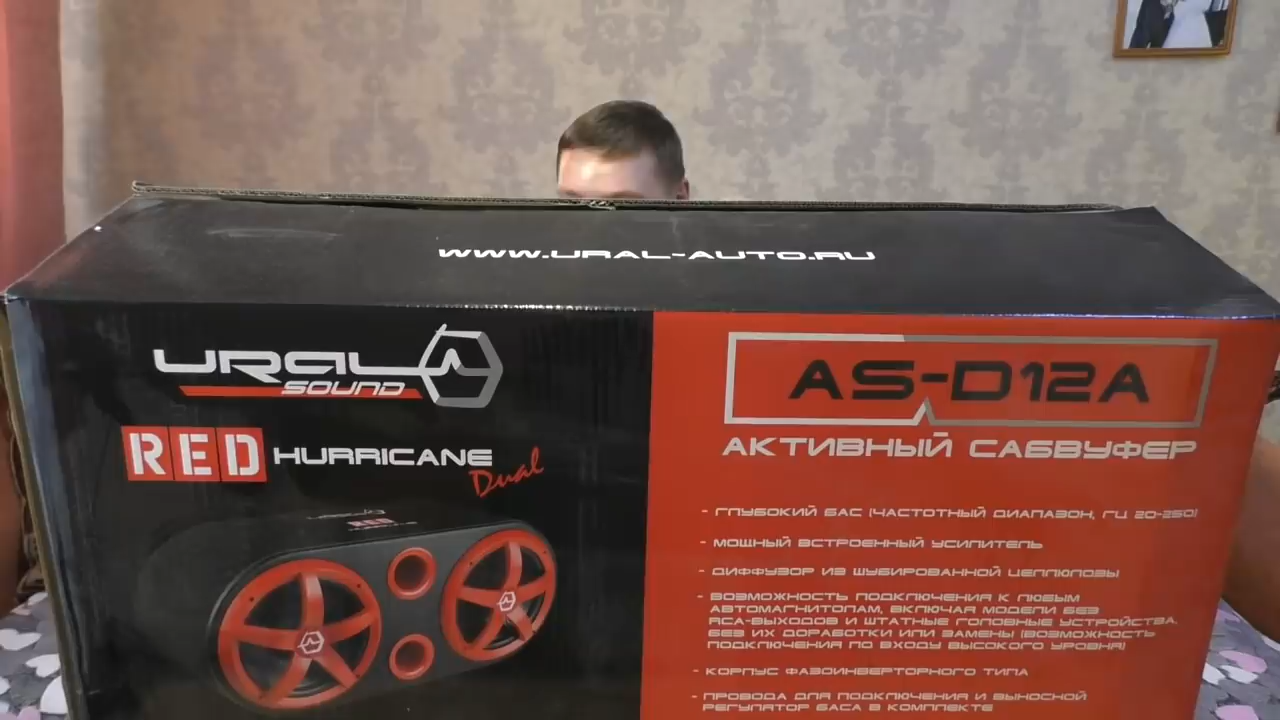 www.URAL-AUTO.RU
URAL
SOUND
RED HURRICANE
Dual
AS-D12A
АКТИВНЫЙ САБВУФЕР
- ГЛУБОКИЙ БАС (ЧАСТОТНЫЙ ДИАПАЗОН, ГЦ 20-250)
- МОЩНЫЙ ВСТРОЕННЫЙ УСИЛИТЕЛЬ
- ДИФФУЗОР ИЗ ШУБИРОВАННОЙ ЦЕЛЛЮЛОЗЫ
- ВОЗМОЖНОСТЬ ПОДКЛЮЧЕНИЯ К ЛЮБЫМ
АВТОМАГНИТОЛАМ, ВКЛЮЧАЯ МОДЕЛИ БЕЗ
RCA-ВЫХОДОВ И ШТАТНЫЕ ГОЛОВНЫЕ УСТРОЙСТВА,
БЕЗ ИХ ДОРАБОТКИ ИЛИ ЗАМЕНЫ (ВОЗМОЖНОСТЬ
ПОДКЛЮЧЕНИЯ ПО ВХОДУ ВЫСОКОГО УРОВНЯ)
- КОРПУС ФАЗОИНВЕРТОРНОГО ТИПА
- ПРОВОДА ДЛЯ ПОДКЛЮЧЕНИЯ И ВЫНОСНОЙ
РЕГУЛЯТОР БАСА В КОМПЛЕКТЕ
RED